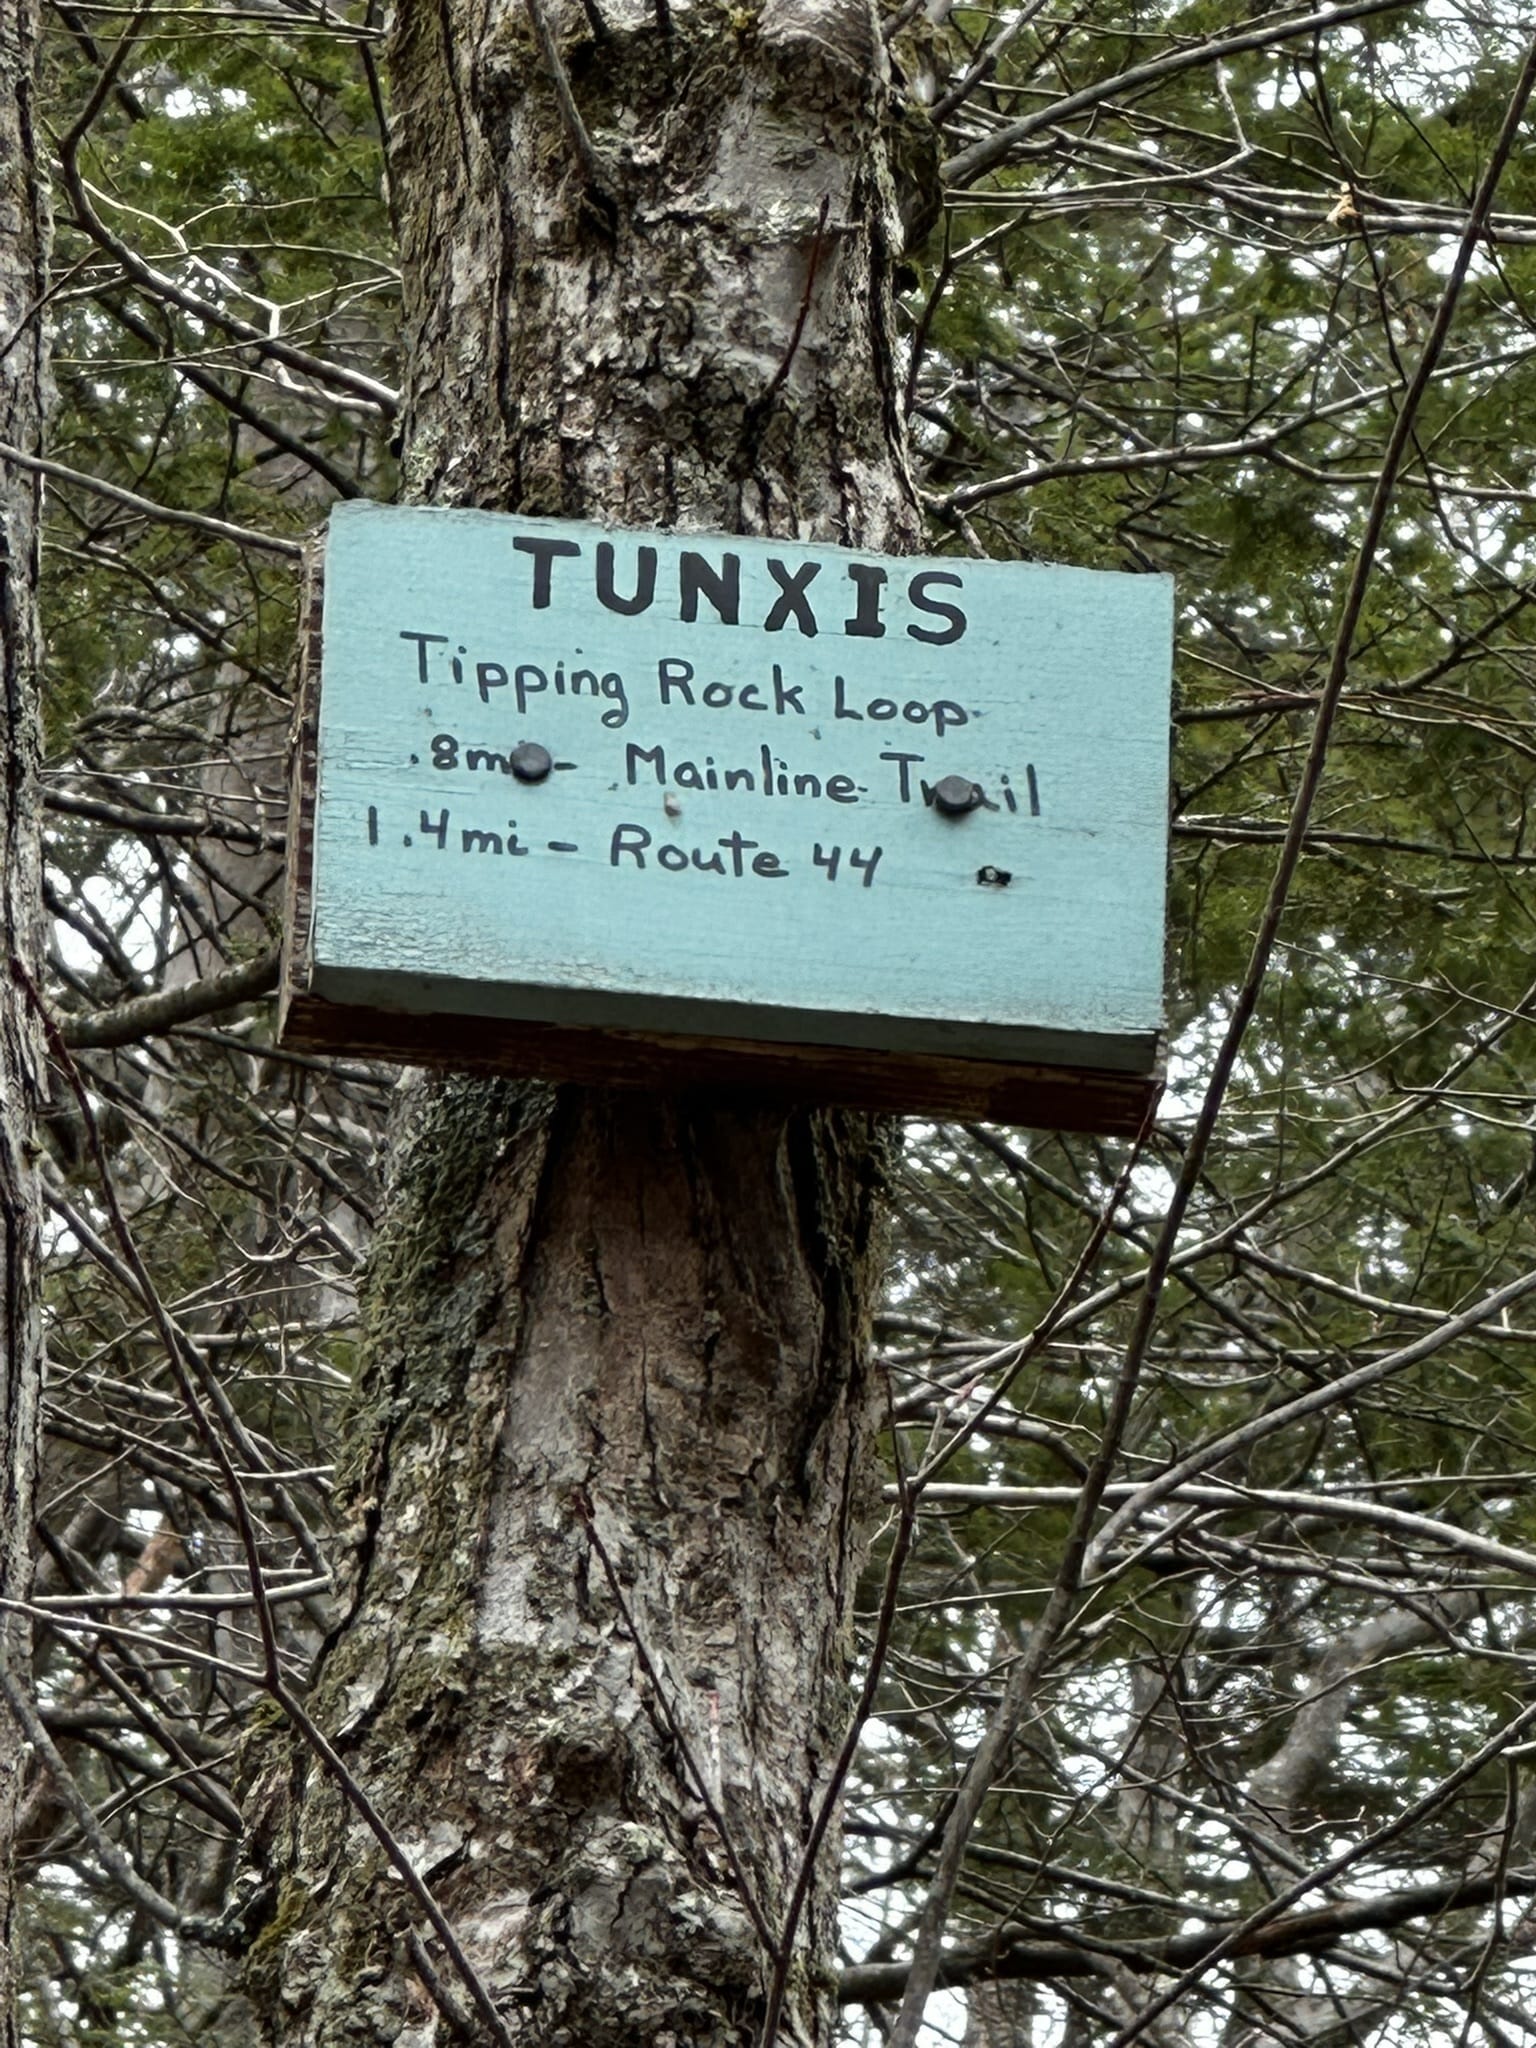 TUNXIS
Tipping Rock Loop
.8mi - Mainline Trail
1.4mi - Route 44